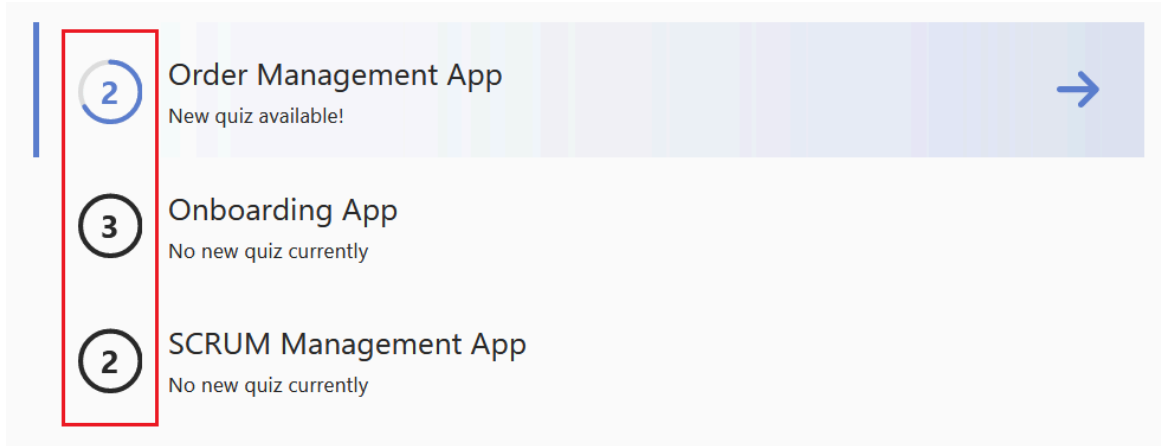 2
Order Management App
New quiz available!
3
Onboarding App
No new quiz currently
2
SCRUM Management App
No new quiz currently